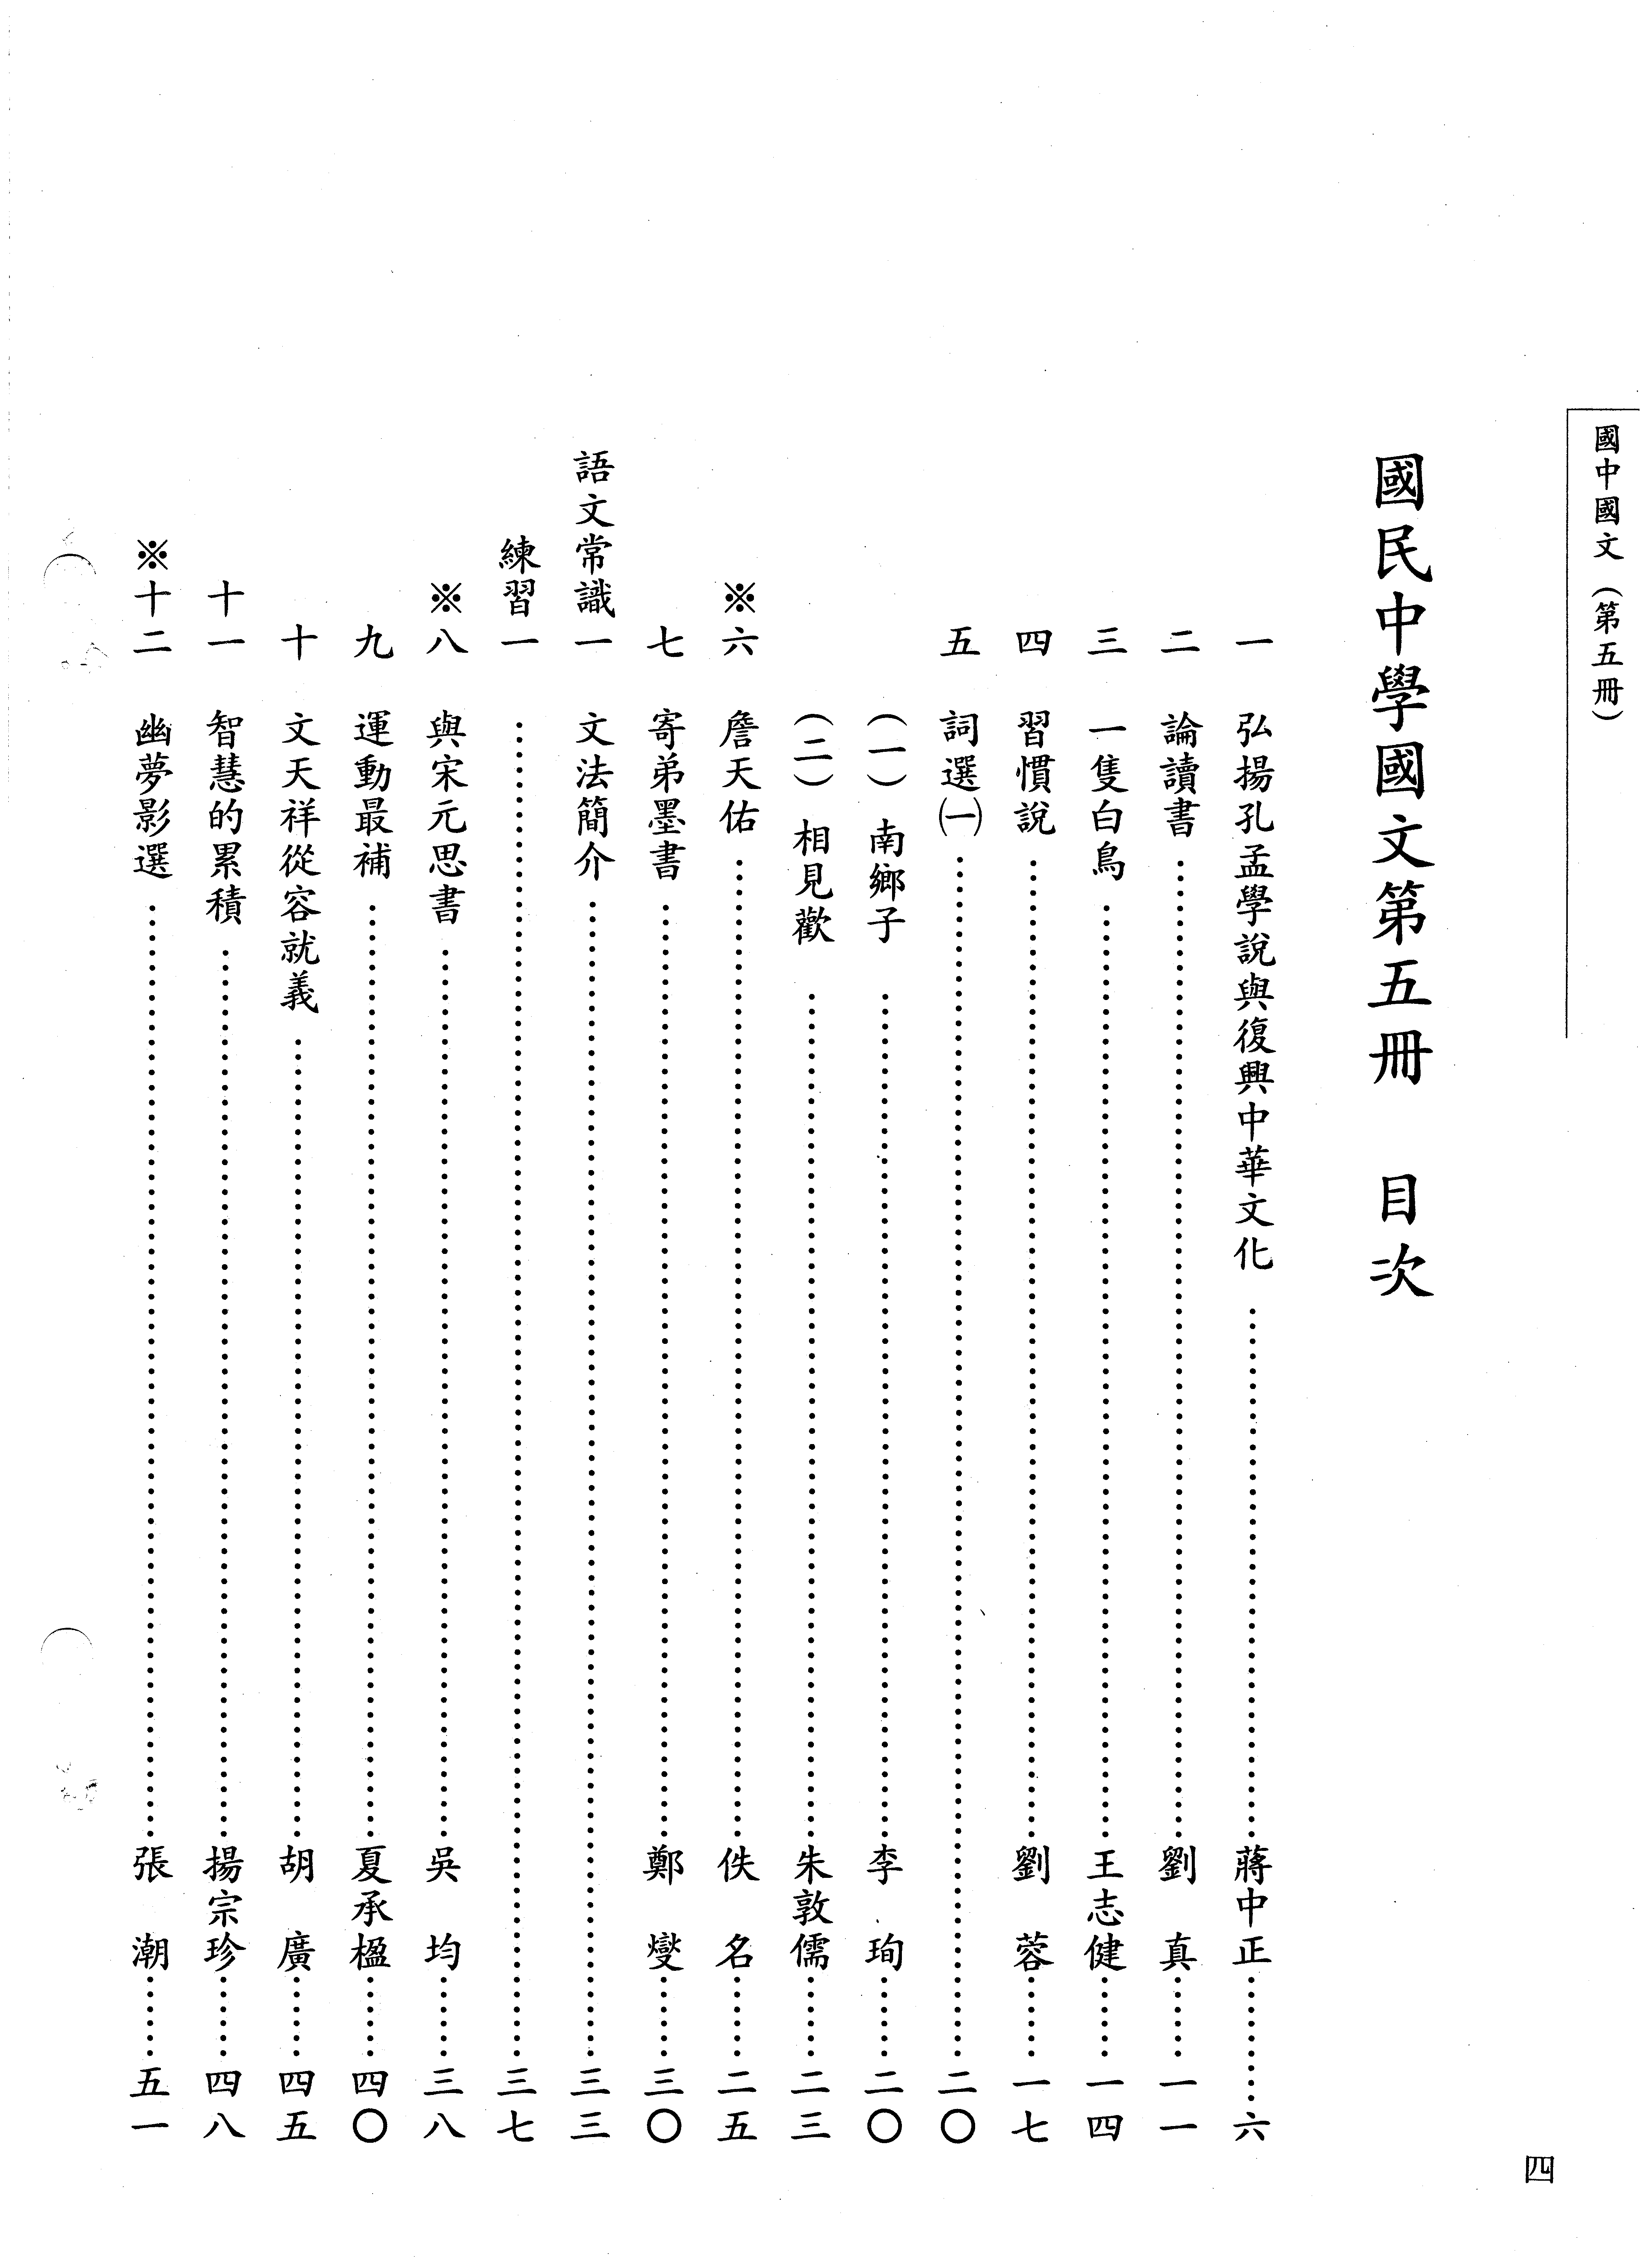 國中國文（第五冊）
國民中學國文第五冊　目次
一　弘揚孔孟學說與復興中華文化……蔣中正……六
二　論讀書……劉　真……一一
三　一隻白鳥……王志健……一四
四　習慣說……劉　蓉……一七
五　詞選㈠……二〇
（一）南鄉子……李　珣……二〇
（二）相見歡……朱敦儒……二三
※六　詹天佑……佚　名……二五
七　寄弟墨書……鄭　燮……三〇
語文常識一　文法簡介……三三
練習一……三七
※八　與宋元思書……吳　均……三八
九　運動最補……夏承楹……四〇
十　文天祥從容就義……胡　廣……四五
十一　智慧的累積……揚宗珍……四八
※十二　幽夢影選……張　潮……五一
四